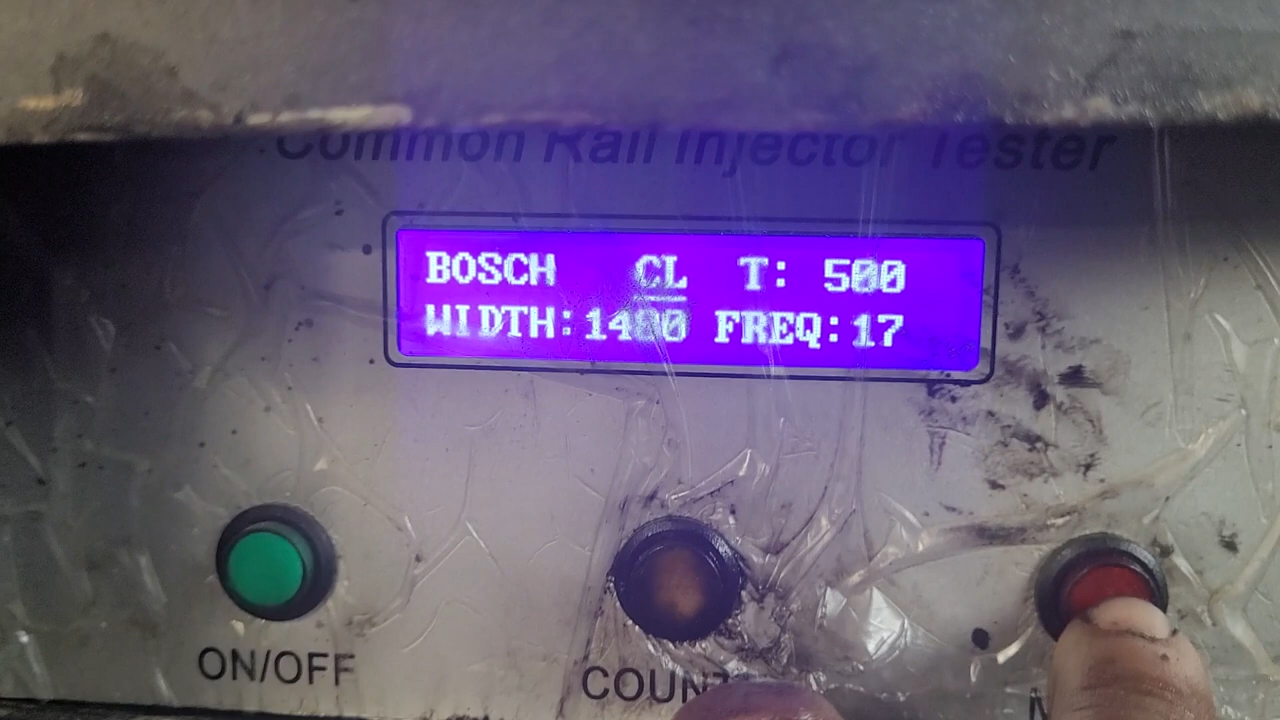 Common Rail Injector Tester
BOSCH CL T: 500
WIDTH:1400 FREQ:17
ON/OFF